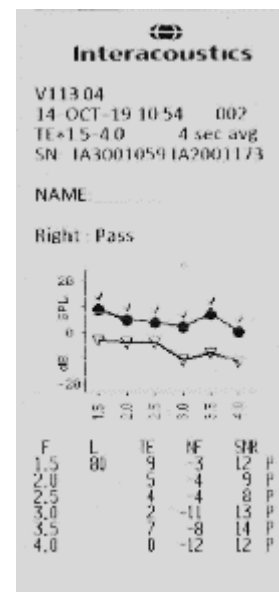 Interacoustics
V113.04
14-OCT-19 10:54 002
TE*1.5-4.0 4 sec avg
SN: IA3001059 IA2001173
NAME:
Right : Pass
20
0
-20
dB SPL
1.5 2.0 2.5 3.0 3.5 4.0
F L TE NF SNR
1.5 80 9 -3 12 P
2.0 5 -4 9 P
2.5 4 -4 8 P
3.0 2 -11 13 P
3.5 7 -8 14 P
4.0 0 -12 12 P